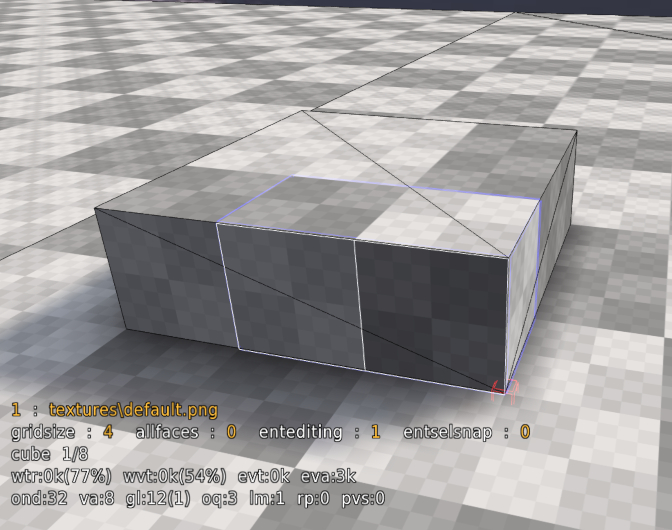 1 : textures\default.png
gridsize : 4 allfaces : 0 entediting : 1 entselsnap : 0
cube 1/8
wtr:0k(77%) wvt:0k(54%) evt:0k eva:3k
ond:32 va:8 gl:12(1) oq:3 lm:1 rp:0 pvs:0